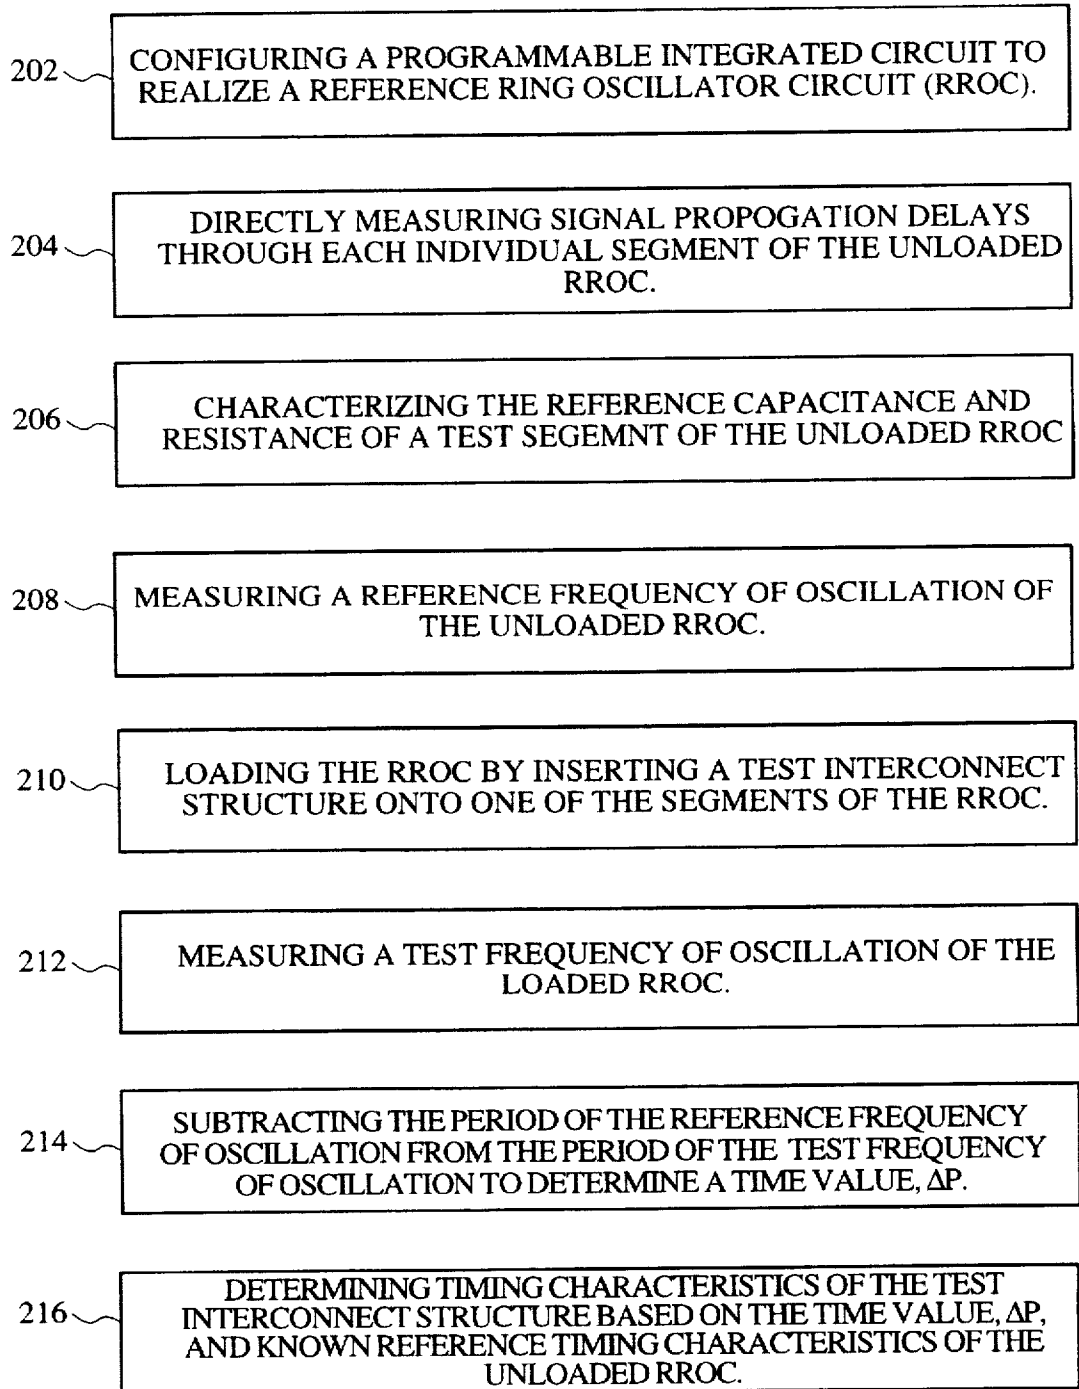 202
CONFIGURING A PROGRAMMABLE INTEGRATED CIRCUIT TO
REALIZE A REFERENCE RING OSCILLATOR CIRCUIT (RROC).
204
DIRECTLY MEASURING SIGNAL PROPOGATION DELAYS
THROUGH EACH INDIVIDUAL SEGMENT OF THE UNLOADED
RROC.
206
CHARACTERIZING THE REFERENCE CAPACITANCE AND
RESISTANCE OF A TEST SEGEMNT OF THE UNLOADED RROC
208
MEASURING A REFERENCE FREQUENCY OF OSCILLATION OF
THE UNLOADED RROC.
210
LOADING THE RROC BY INSERTING A TEST INTERCONNECT
STRUCTURE ONTO ONE OF THE SEGMENTS OF THE RROC.
212
MEASURING A TEST FREQUENCY OF OSCILLATION OF THE
LOADED RROC.
214
SUBTRACTING THE PERIOD OF THE REFERENCE FREQUENCY
OF OSCILLATION FROM THE PERIOD OF THE TEST FREQUENCY
OF OSCILLATION TO DETERMINE A TIME VALUE, ΔP.
216
DETERMINING TIMING CHARACTERISTICS OF THE TEST
INTERCONNECT STRUCTURE BASED ON THE TIME VALUE, ΔP,
AND KNOWN REFERENCE TIMING CHARACTERISTICS OF THE
UNLOADED RROC.